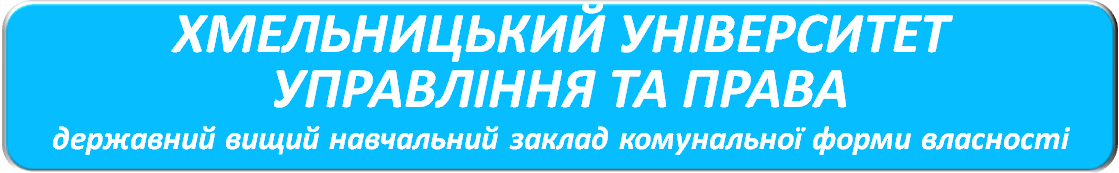 ХМЕЛЬНИЦЬКИЙ УНІВЕРСИТЕТ
УПРАВЛІННЯ ТА ПРАВА
державний вищий навчальний заклад комунальної форми власності